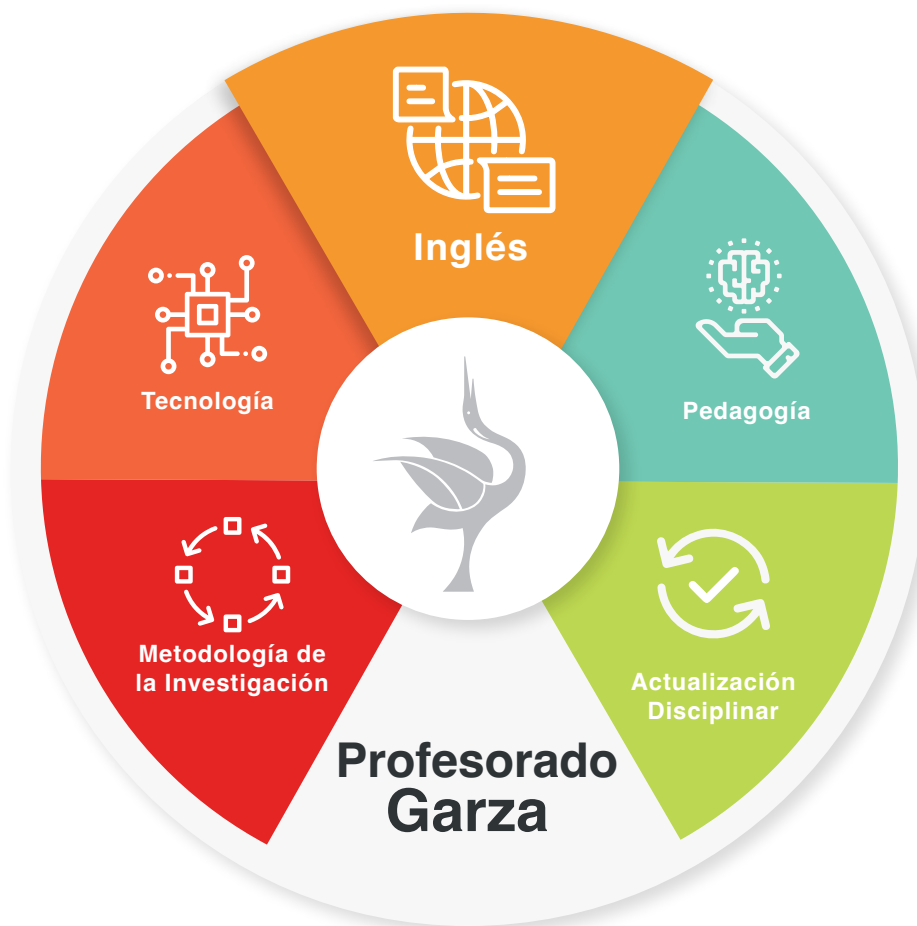 Inglés
Tecnología
Pedagogía
Metodología de
la Investigación
Actualización
Disciplinar
Profesorado
Garza